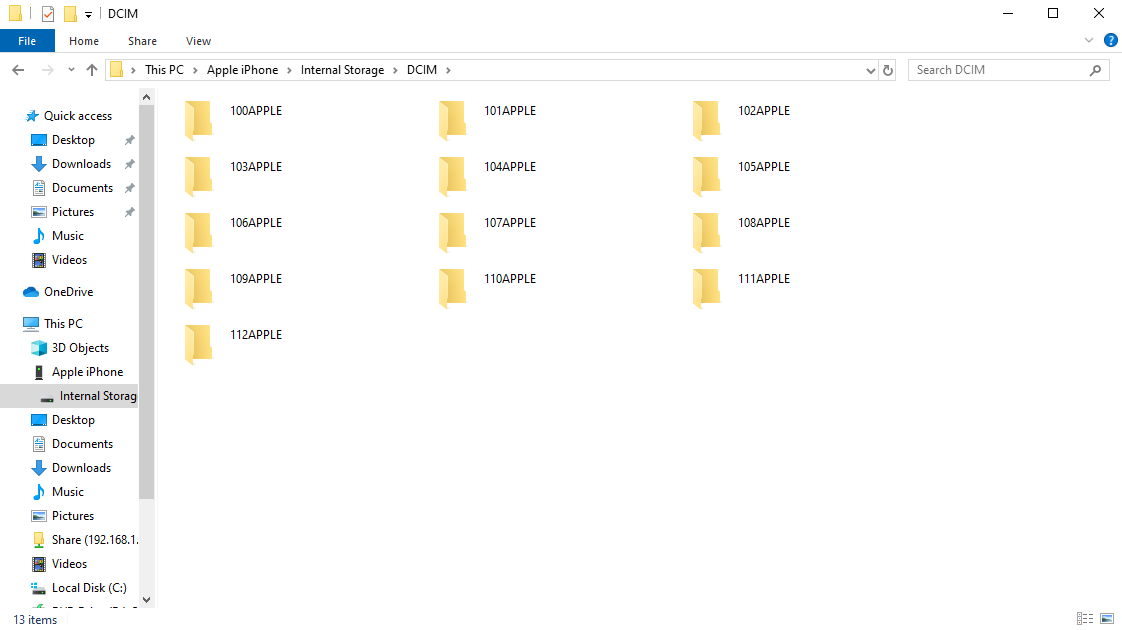 DCIM
File Home Share View
This PC > Apple iPhone > Internal Storage > DCIM >
Search DCIM
Quick access
Desktop
Downloads
Documents
Pictures
Music
Videos
OneDrive
This PC
3D Objects
Apple iPhone
Internal Storag
Desktop
Documents
Downloads
Music
Pictures
Share (192.168.1.
Videos
Local Disk (C:)
100APPLE 101APPLE 102APPLE
103APPLE 104APPLE 105APPLE
106APPLE 107APPLE 108APPLE
109APPLE 110APPLE 111APPLE
112APPLE
13 items